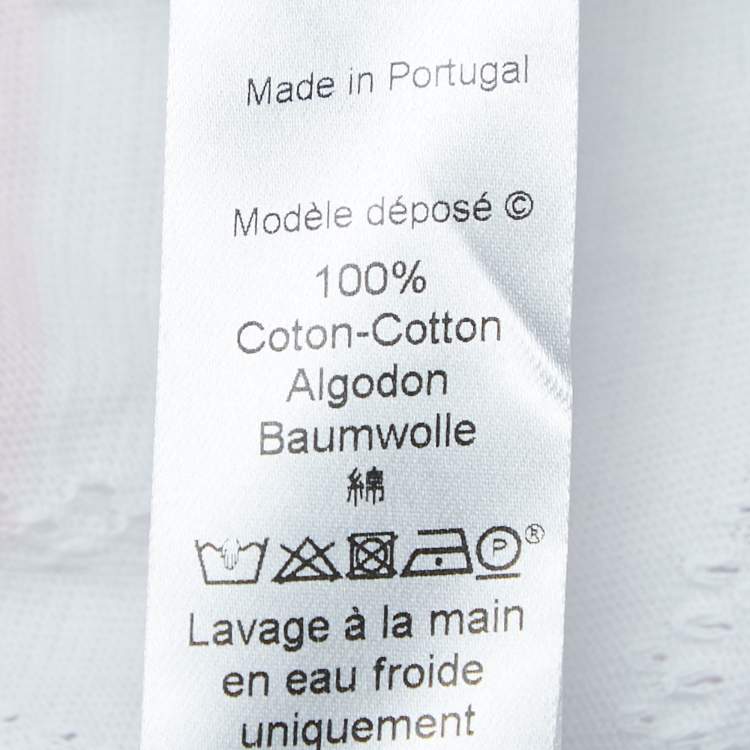 Made in Portugal
Modèle déposé ©
100%
Coton-Cotton
Algodon
Baumwolle
綿
P ®
Lavage à la main
en eau froide
uniquement